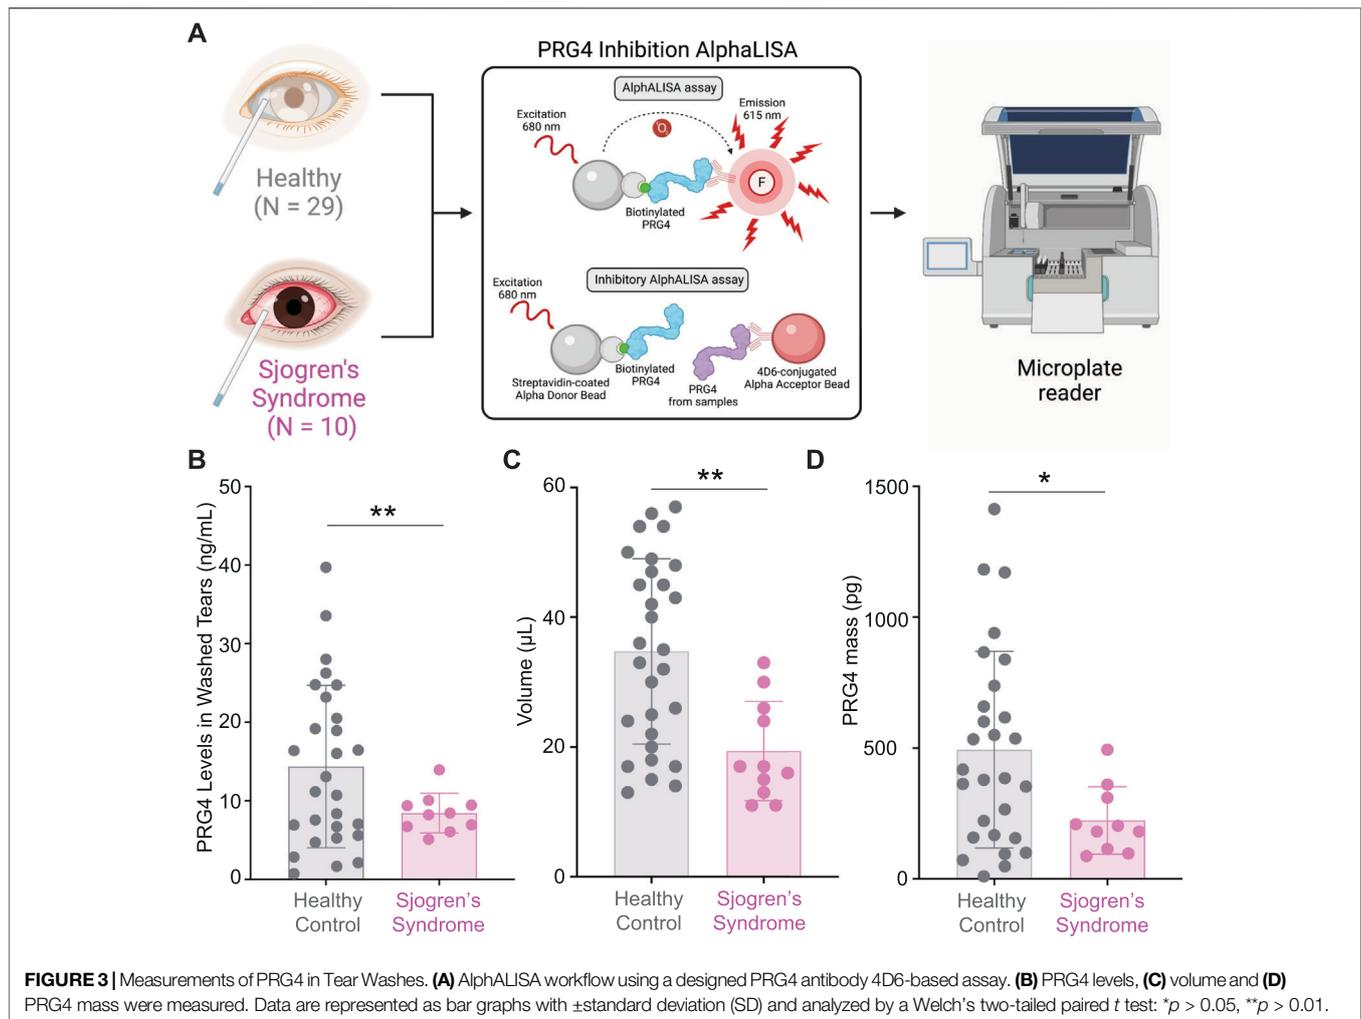 A
PRG4 Inhibition AlphaLISA
AlphALISA assay
Excitation
680 nm
O₂
Emission
615 nm
F
Biotinylated
PRG4
Healthy
(N = 29)
Inhibitory AlphALISA assay
Excitation
680 nm
Biotinylated
PRG4
Streptavidin-coated
Alpha Donor Bead
PRG4
from samples
4D6-conjugated
Alpha Acceptor Bead
Sjogren's
Syndrome
(N = 10)
Microplate
reader
B
PRG4 Levels in Washed Tears (ng/mL)
50
40
30
20
10
0
**
Healthy
Control
Sjogren's
Syndrome
C
Volume (µL)
60
40
20
0
**
Healthy
Control
Sjogren's
Syndrome
D
PRG4 mass (pg)
1500
1000
500
0
*
Healthy
Control
Sjogren's
Syndrome
FIGURE 3 | Measurements of PRG4 in Tear Washes. (A) AlphALISA workflow using a designed PRG4 antibody 4D6-based assay. (B) PRG4 levels, (C) volume and (D)
PRG4 mass were measured. Data are represented as bar graphs with ±standard deviation (SD) and analyzed by a Welch's two-tailed paired t test: *p > 0.05, **p > 0.01.